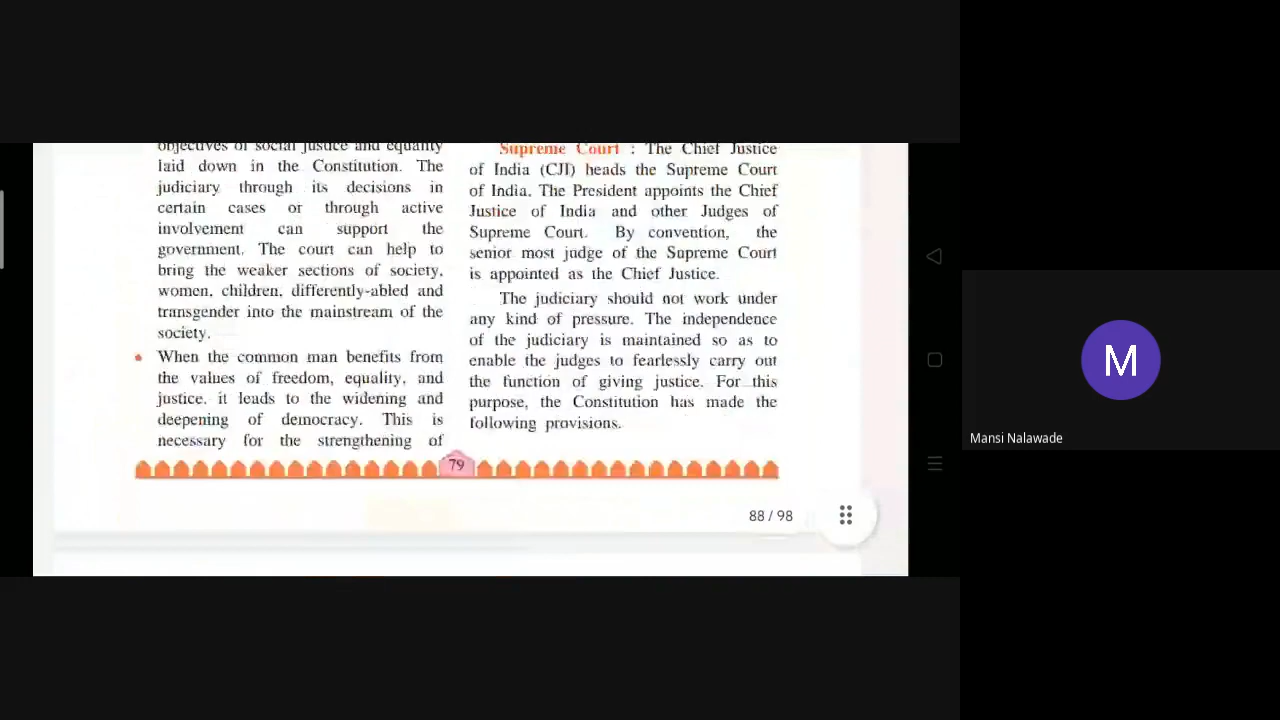 objectives of social justice and equality
laid down in the Constitution. The
judiciary through its decisions in
certain cases or through active
involvement can support the
government. The court can help to
bring the weaker sections of society,
women, children, differently-abled and
transgender into the mainstream of the
society.
When the common man benefits from
the values of freedom, equality, and
justice, it leads to the widening and
deepening of democracy. This is
necessary for the strengthening of
Supreme Court : The Chief Justice
of India (CJI) heads the Supreme Court
of India. The President appoints the Chief
Justice of India and other Judges of
Supreme Court. By convention, the
senior most judge of the Supreme Court
is appointed as the Chief Justice.
The judiciary should not work under
any kind of pressure. The independence
of the judiciary is maintained so as to
enable the judges to fearlessly carry out
the function of giving justice. For this
purpose, the Constitution has made the
following provisions.
79
88 / 98
M
Mansi Nalawade